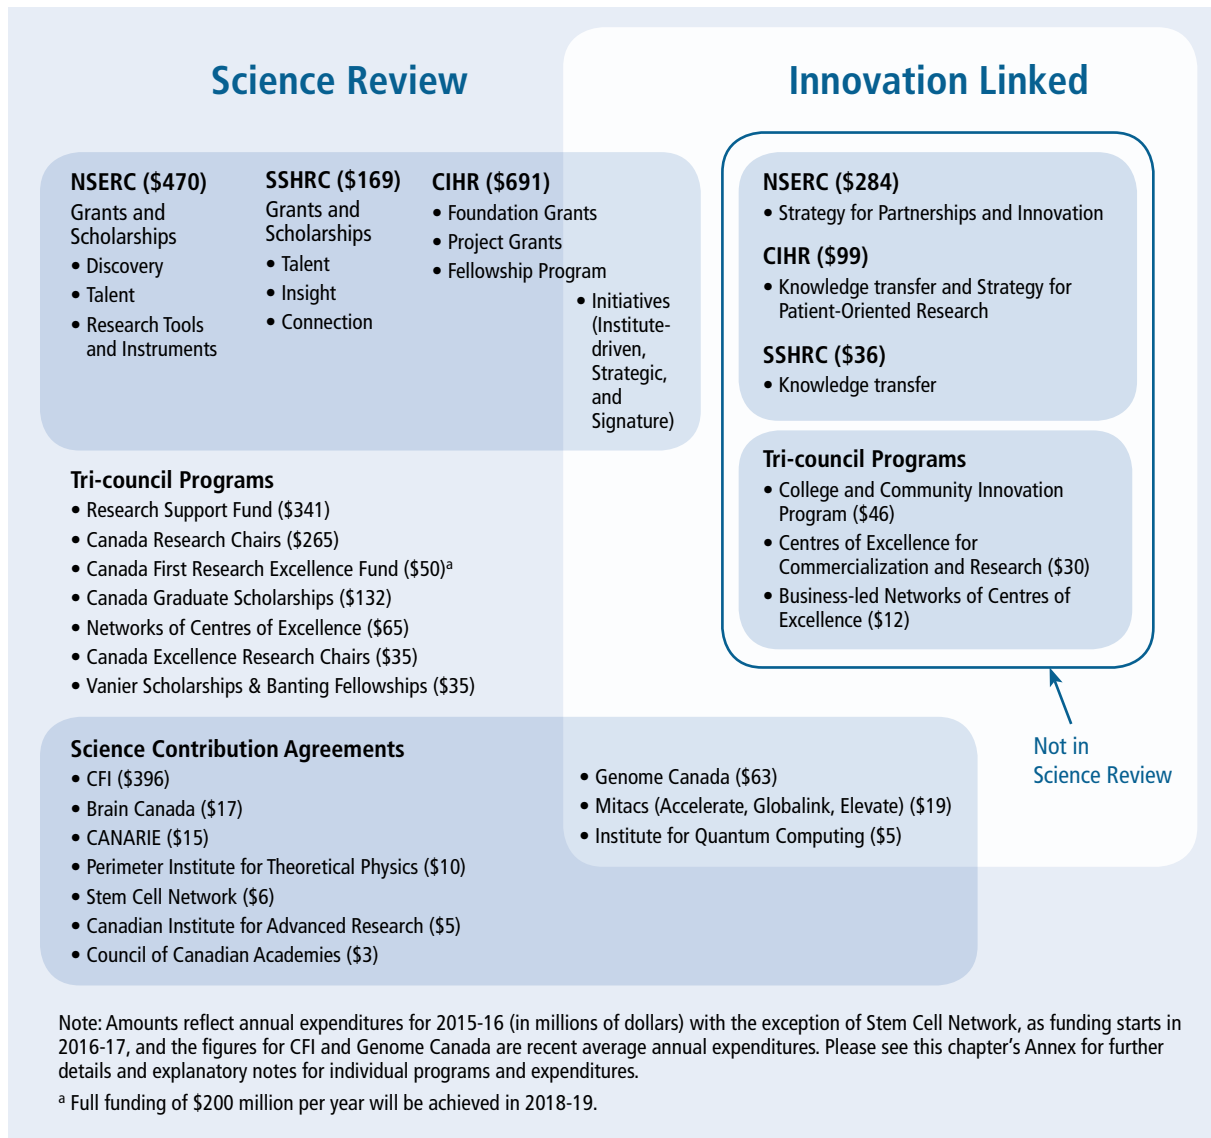 Science Review
Innovation Linked
NSERC ($470)
Grants and
Scholarships
• Discovery
• Talent
• Research Tools
and Instruments
SSHRC ($169)
Grants and
Scholarships
• Talent
• Insight
• Connection
CIHR ($691)
• Foundation Grants
• Project Grants
• Fellowship Program
• Initiatives
(Institute-
driven,
Strategic,
and
Signature)
NSERC ($284)
• Strategy for Partnerships and Innovation
CIHR ($99)
• Knowledge transfer and Strategy for
Patient-Oriented Research
SSHRC ($36)
• Knowledge transfer
Tri-council Programs
• Research Support Fund ($341)
• Canada Research Chairs ($265)
• Canada First Research Excellence Fund ($50)ᵃ
• Canada Graduate Scholarships ($132)
• Networks of Centres of Excellence ($65)
• Canada Excellence Research Chairs ($35)
• Vanier Scholarships & Banting Fellowships ($35)
Tri-council Programs
• College and Community Innovation
Program ($46)
• Centres of Excellence for
Commercialization and Research ($30)
• Business-led Networks of Centres of
Excellence ($12)
Not in
Science Review
Science Contribution Agreements
• CFI ($396)
• Brain Canada ($17)
• CANARIE ($15)
• Perimeter Institute for Theoretical Physics ($10)
• Stem Cell Network ($6)
• Canadian Institute for Advanced Research ($5)
• Council of Canadian Academies ($3)
• Genome Canada ($63)
• Mitacs (Accelerate, Globalink, Elevate) ($19)
• Institute for Quantum Computing ($5)
Note: Amounts reflect annual expenditures for 2015-16 (in millions of dollars) with the exception of Stem Cell Network, as funding starts in
2016-17, and the figures for CFI and Genome Canada are recent average annual expenditures. Please see this chapter's Annex for further
details and explanatory notes for individual programs and expenditures.
ᵃ Full funding of $200 million per year will be achieved in 2018-19.